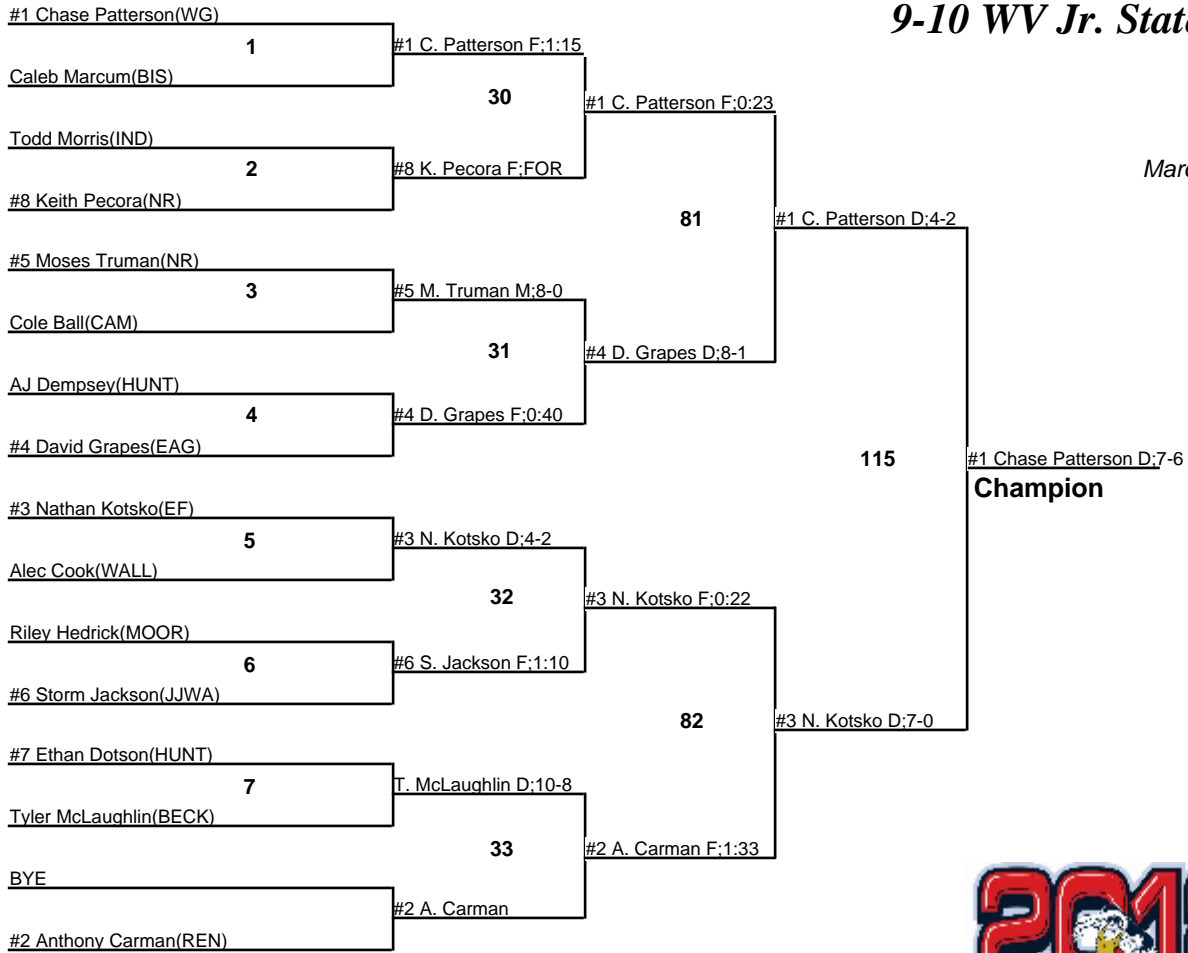 #1 Chase Patterson(WG)
9-10 WV Jr. State
1
#1 C. Patterson F;1:15
Caleb Marcum(BIS)
30
#1 C. Patterson F;0:23
Todd Morris(IND)
2
#8 K. Pecora F;FOR
#8 Keith Pecora(NR)
81
#1 C. Patterson D;4-2
#5 Moses Truman(NR)
3
#5 M. Truman M;8-0
Cole Ball(CAM)
31
#4 D. Grapes D;8-1
AJ Dempsey(HUNT)
4
#4 D. Grapes F;0:40
#4 David Grapes(EAG)
115
#1 Chase Patterson D;7-6
Champion
#3 Nathan Kotsko(EF)
5
#3 N. Kotsko D;4-2
Alec Cook(WALL)
32
#3 N. Kotsko F;0:22
Riley Hedrick(MOOR)
6
#6 S. Jackson F;1:10
#6 Storm Jackson(JJWA)
82
#3 N. Kotsko D;7-0
#7 Ethan Dotson(HUNT)
7
T. McLaughlin D;10-8
Tyler McLaughlin(BECK)
33
#2 A. Carman F;1:33
BYE
#2 A. Carman
#2 Anthony Carman(REN)